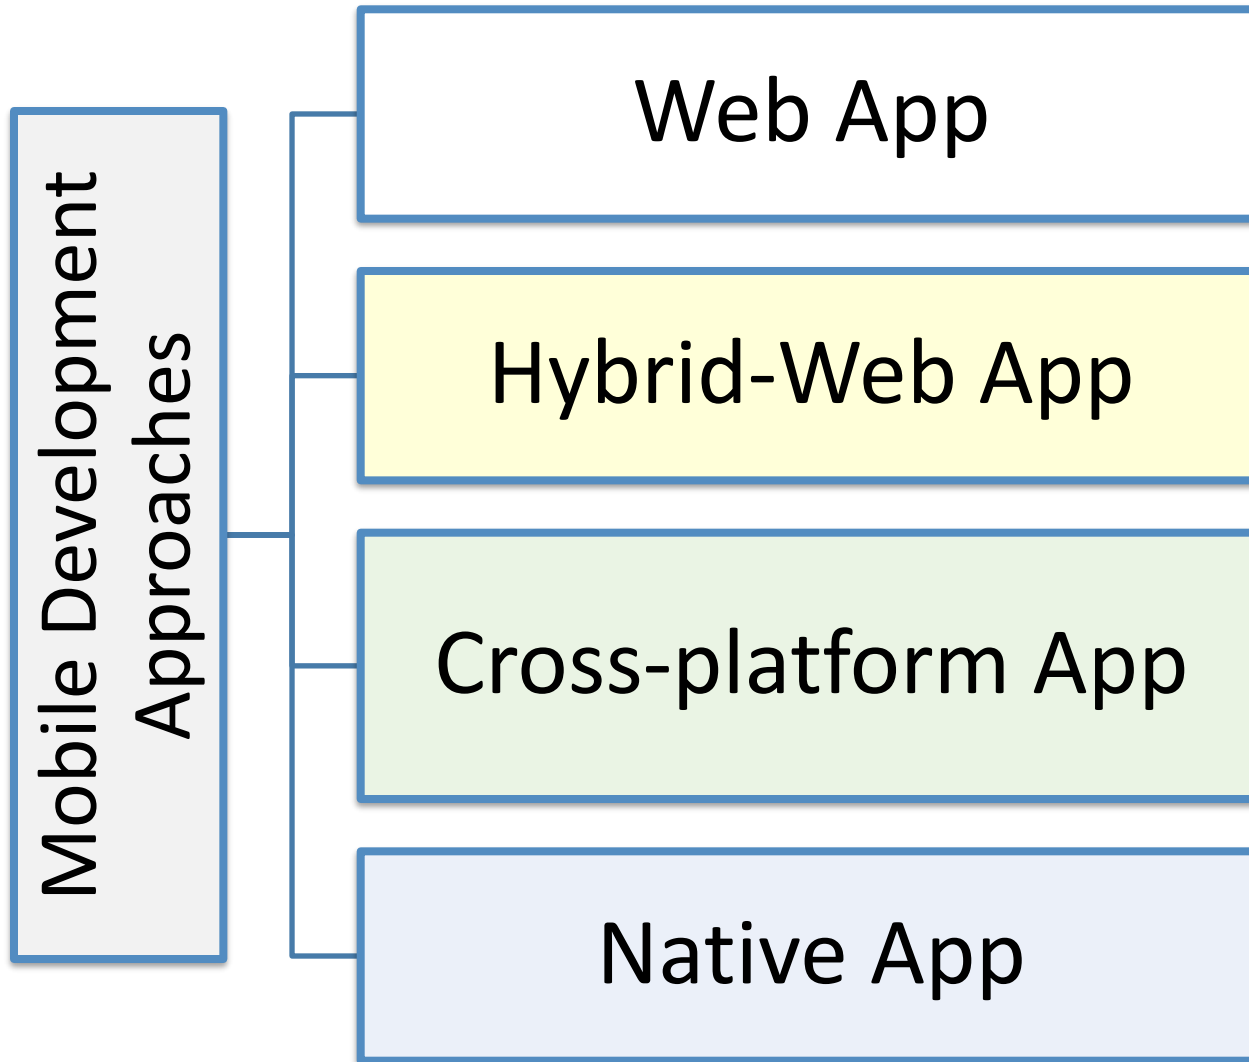 Mobile Development
Approaches
Web App
Hybrid-Web App
Cross-platform App
Native App